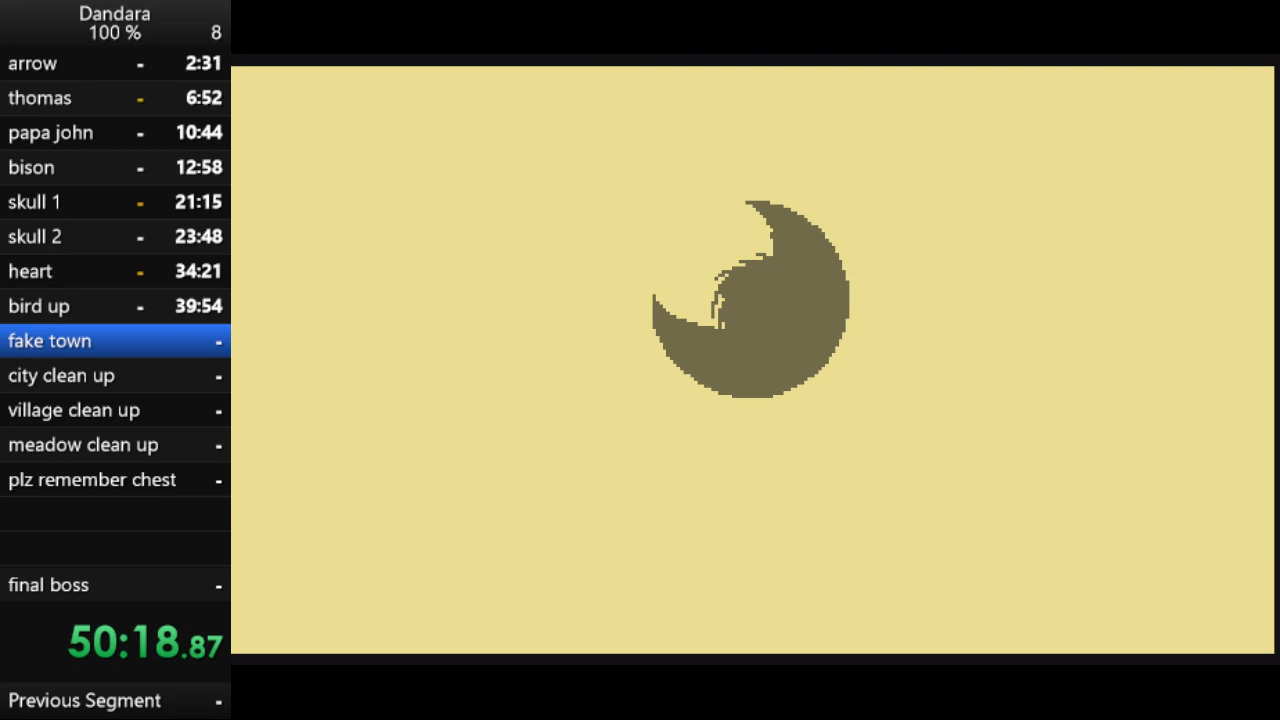 Dandara
100 % 8
arrow - 2:31
thomas - 6:52
papa john - 10:44
bison - 12:58
skull 1 - 21:15
skull 2 - 23:48
heart - 34:21
bird up - 39:54
fake town -
city clean up -
village clean up -
meadow clean up -
plz remember chest -
final boss -
50:18.87
Previous Segment -